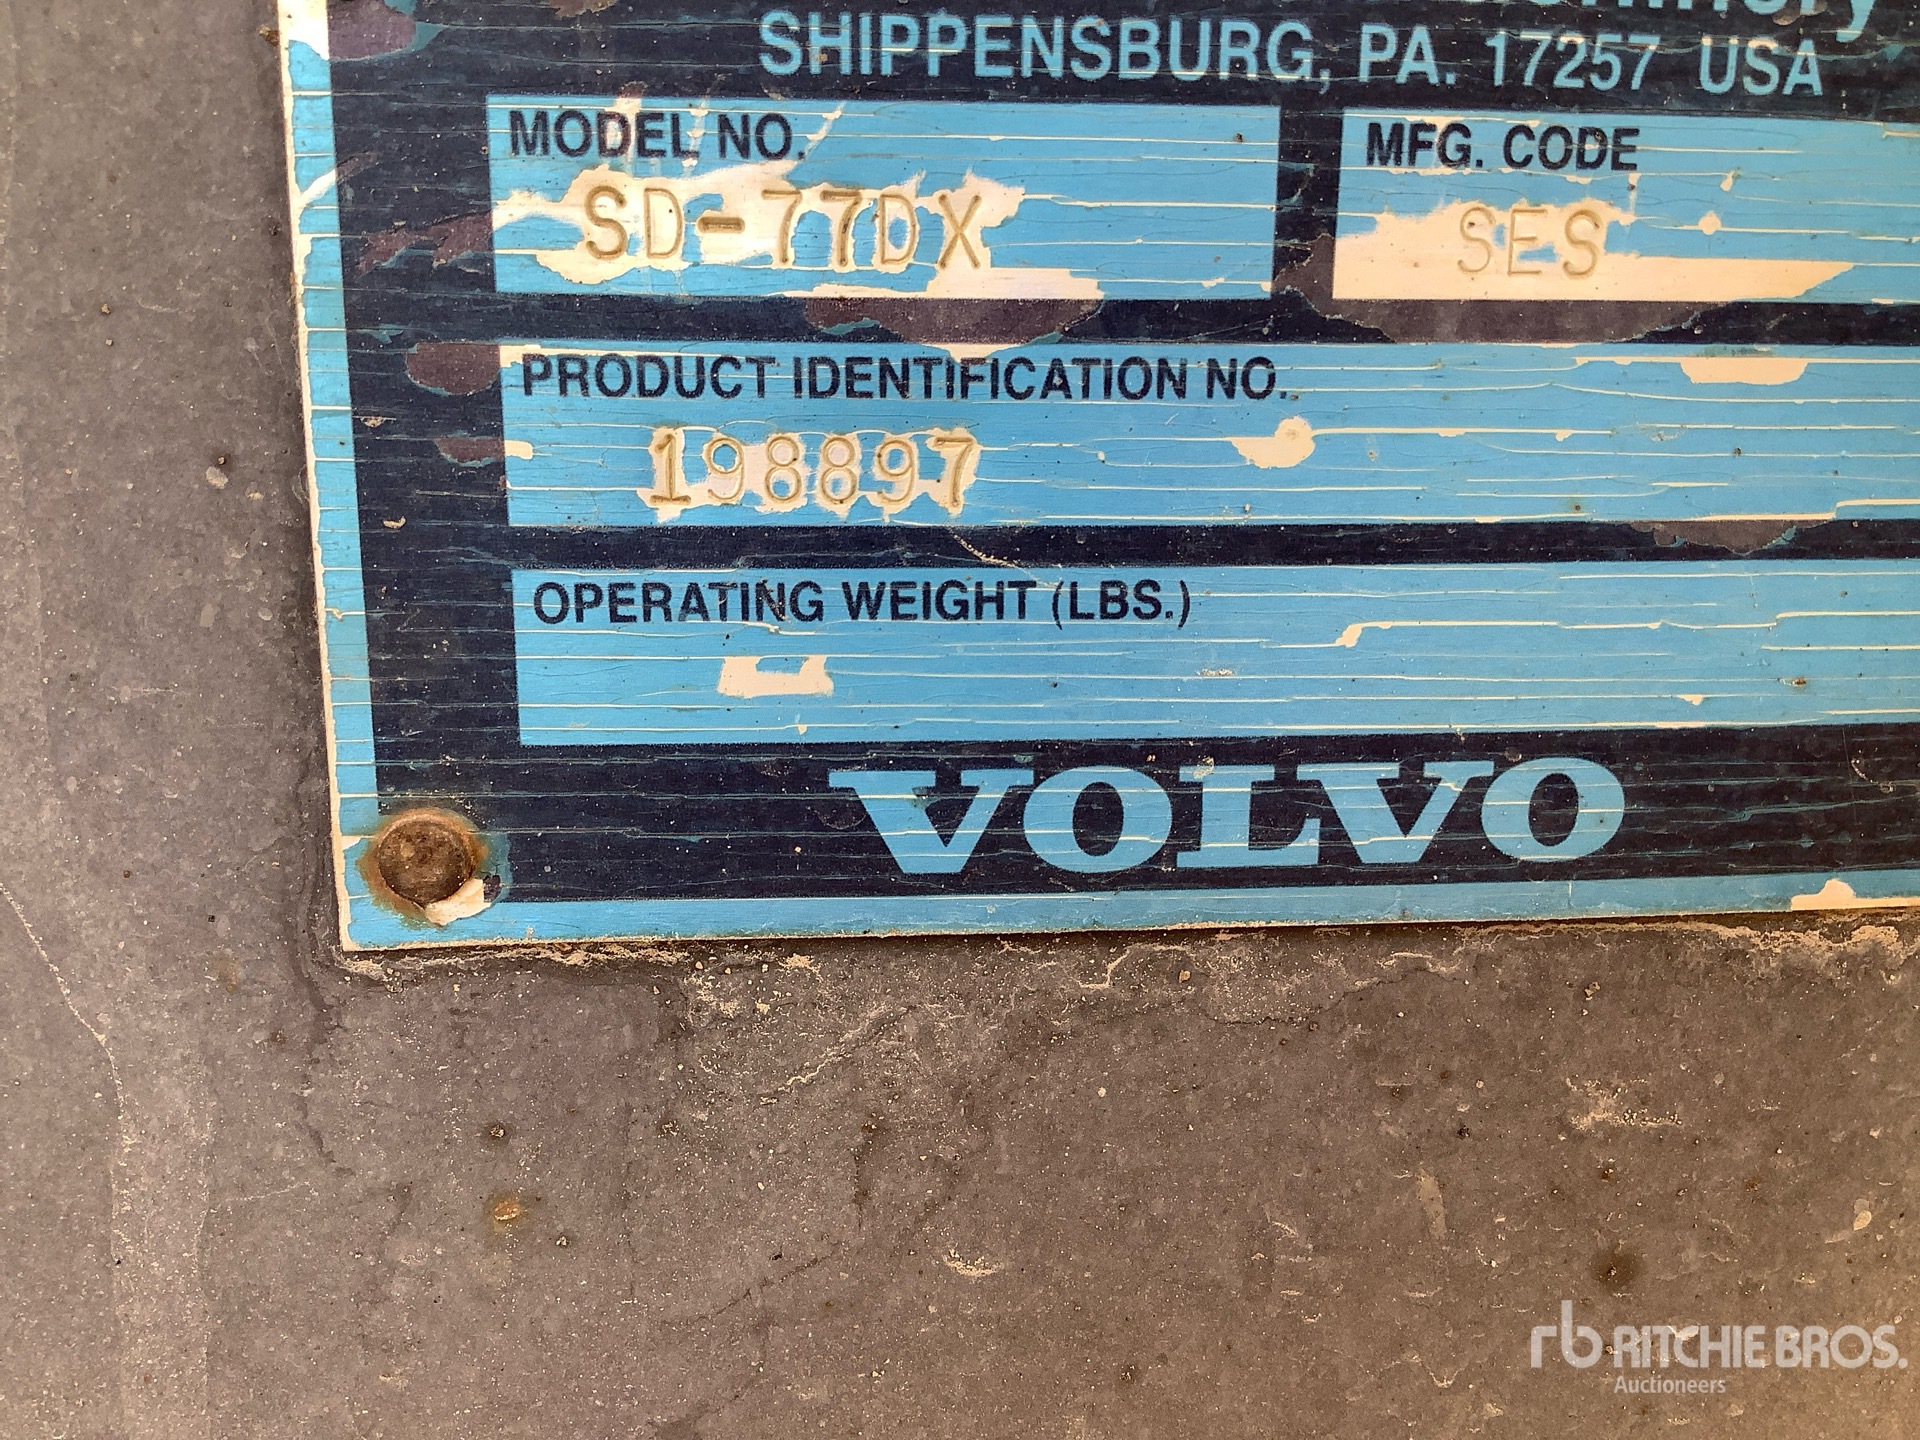 SHIPPENSBURG, PA. 17257 USA
MODEL NO.
SD-77DX
MFG. CODE
SES
PRODUCT IDENTIFICATION NO.
198897
OPERATING WEIGHT (LBS.)
VOLVO
rb RITCHIE BROS.
Auctioneers